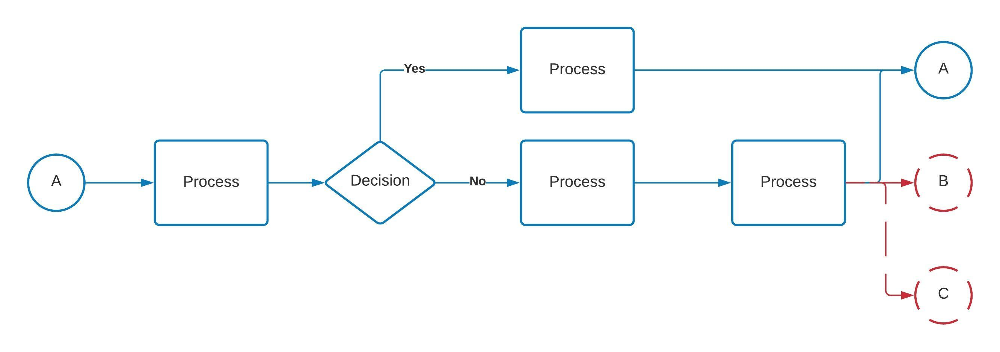 Process
Yes
A
A
Process
Decision
No
Process
Process
B
C